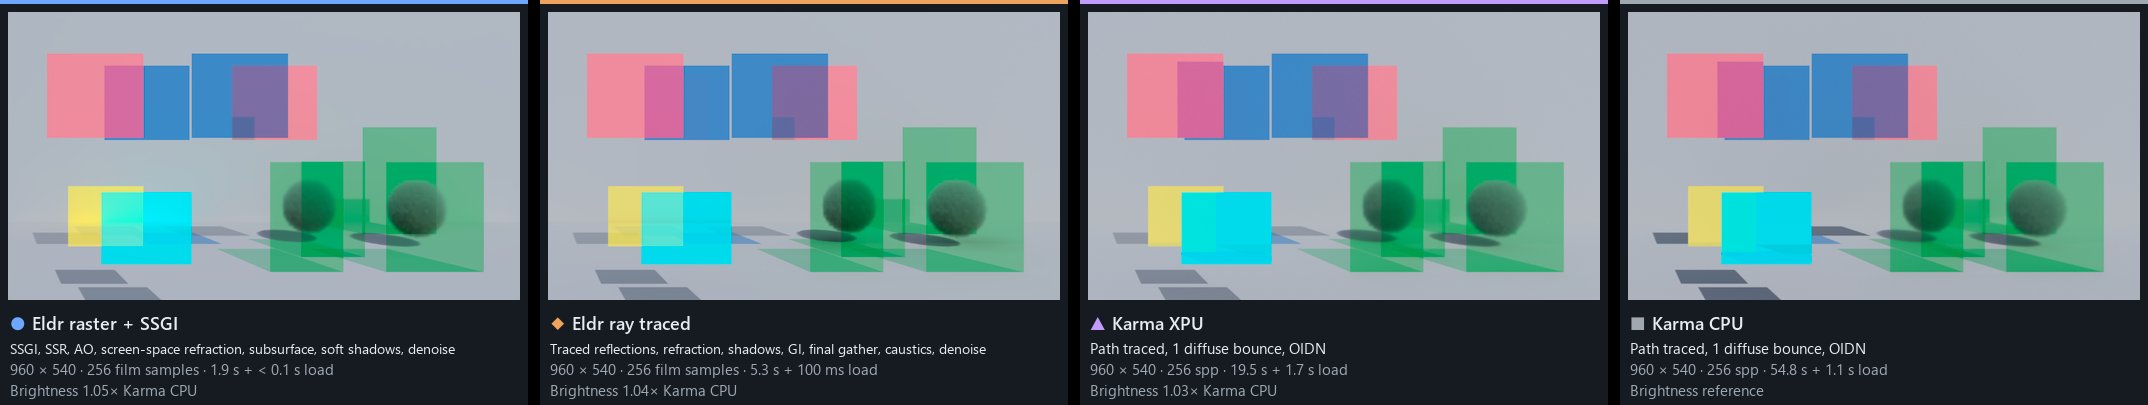 Eldr raster + SSGI
SSGI, SSR, AO, screen-space refraction, subsurface, soft shadows, denoise
960 × 540 · 256 film samples · 1.9 s + < 0.1 s load
Brightness 1.05× Karma CPU
Eldr ray traced
Traced reflections, refraction, shadows, GI, final gather, caustics, denoise
960 × 540 · 256 film samples · 5.3 s + 100 ms load
Brightness 1.04× Karma CPU
Karma XPU
Path traced, 1 diffuse bounce, OIDN
960 × 540 · 256 spp · 19.5 s + 1.7 s load
Brightness 1.03× Karma CPU
Karma CPU
Path traced, 1 diffuse bounce, OIDN
960 × 540 · 256 spp · 54.8 s + 1.1 s load
Brightness reference